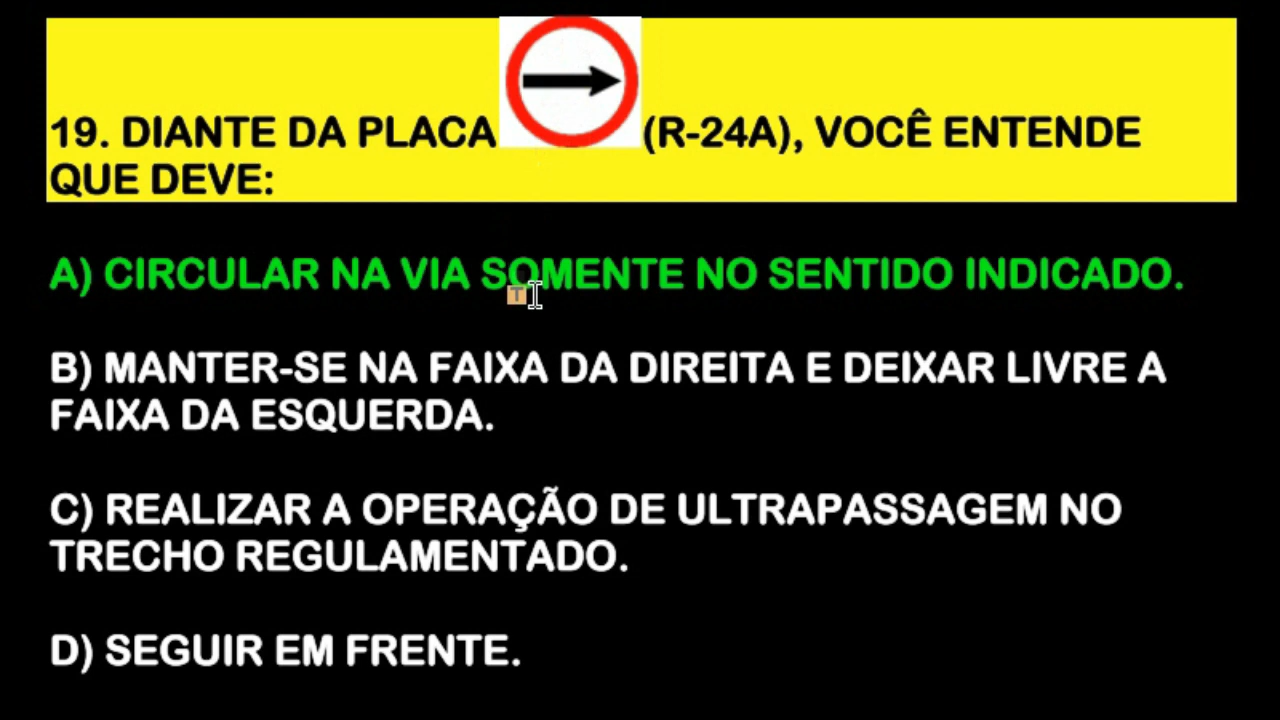 19. DIANTE DA PLACA (R-24A), VOCÊ ENTENDE
QUE DEVE:
A) CIRCULAR NA VIA SOMENTE NO SENTIDO INDICADO.
B) MANTER-SE NA FAIXA DA DIREITA E DEIXAR LIVRE A
FAIXA DA ESQUERDA.
C) REALIZAR A OPERAÇÃO DE ULTRAPASSAGEM NO
TRECHO REGULAMENTADO.
D) SEGUIR EM FRENTE.